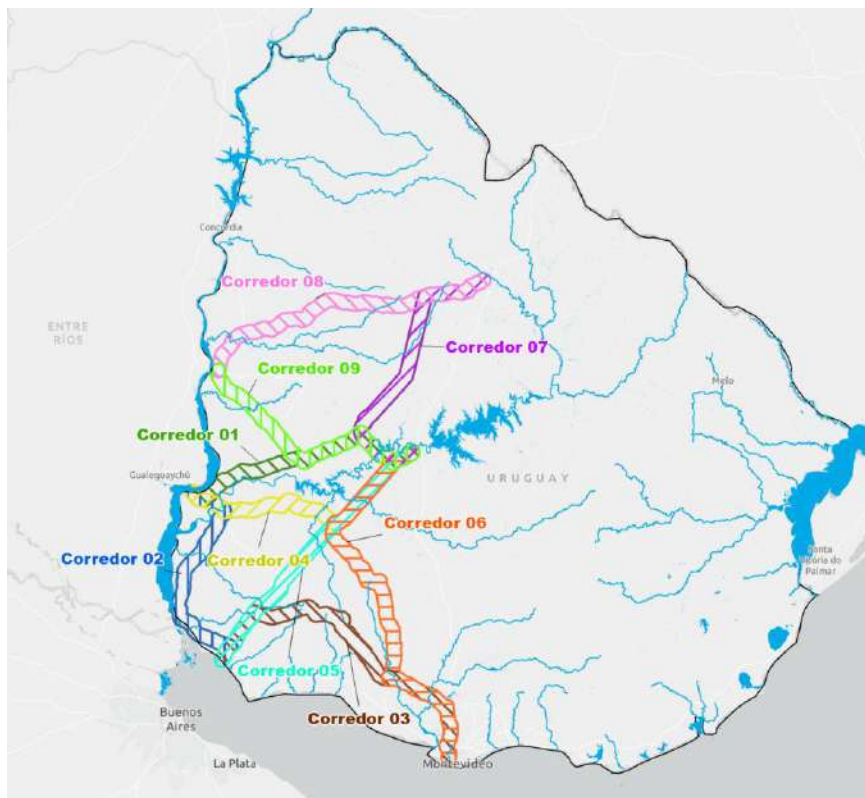 Concordia
Corredor 08
ENTRE
RÍOS
Corredor 07
Corredor 09
Melo
Corredor 01
Gualeguaychú
URUGUAY
Corredor 06
Corredor 02
Corredor 04
Santa
Vitória do
Palmar
Corredor 05
Buenos
Aires
Corredor 03
La Plata
Montevideo